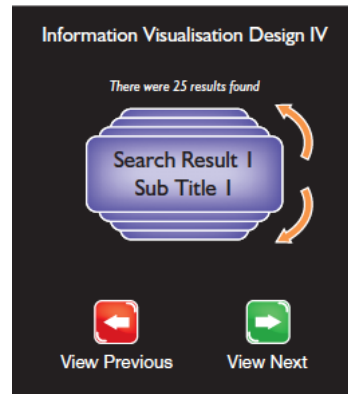 Information Visualisation Design IV
There were 25 results found
Search Result 1
Sub Title 1
View Previous
View Next